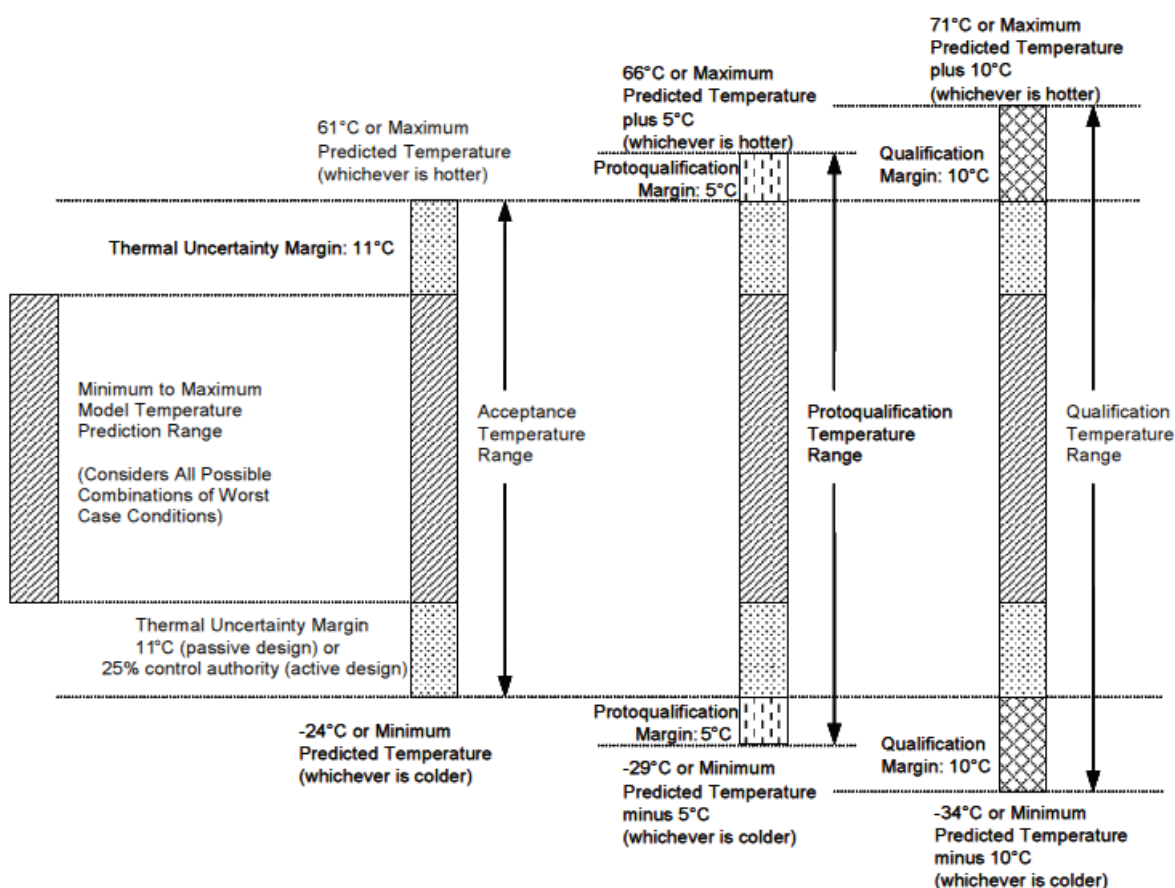 71°C or Maximum
Predicted Temperature
plus 10°C
(whichever is hotter)
66°C or Maximum
Predicted Temperature
plus 5°C
(whichever is hotter)
61°C or Maximum
Predicted Temperature
(whichever is hotter)
Protoqualification
Margin: 5°C
Qualification
Margin: 10°C
Thermal Uncertainty Margin: 11°C
Minimum to Maximum
Model Temperature
Prediction Range
(Considers All Possible
Combinations of Worst
Case Conditions)
Acceptance
Temperature
Range
Protoqualification
Temperature
Range
Qualification
Temperature
Range
Thermal Uncertainty Margin
11°C (passive design) or
25% control authority (active design)
-24°C or Minimum
Predicted Temperature
(whichever is colder)
Protoqualification
Margin: 5°C
-29°C or Minimum
Predicted Temperature
minus 5°C
(whichever is colder)
Qualification
Margin: 10°C
-34°C or Minimum
Predicted Temperature
minus 10°C
(whichever is colder)